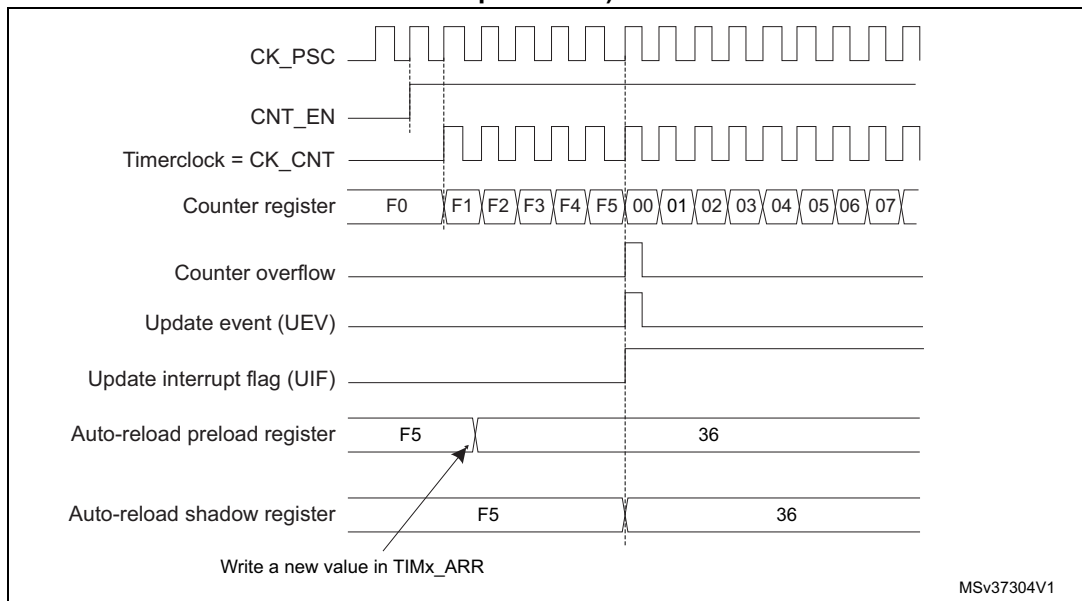 CK_PSC
CNT_EN
Timerclock = CK_CNT
Counter register F0 F1 F2 F3 F4 F5 00 01 02 03 04 05 06 07
Counter overflow
Update event (UEV)
Update interrupt flag (UIF)
Auto-reload preload register F5 36
Auto-reload shadow register F5 36
Write a new value in TIMx_ARR
MSv37304V1